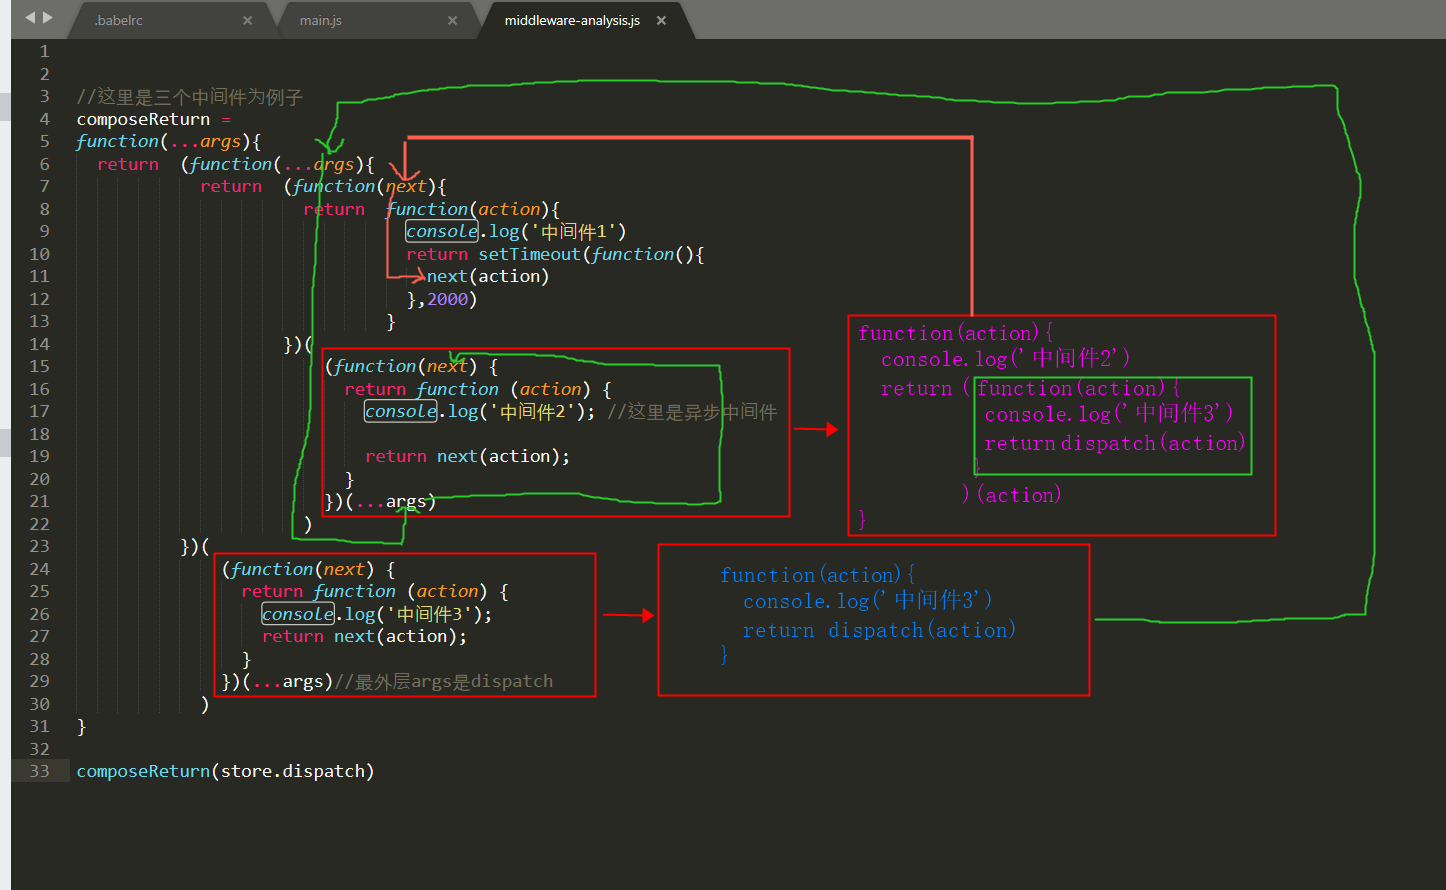 .babelrc
main.js
middleware-analysis.js
1
2
3 //这里是三个中间件为例子
4 composeReturn =
5 function(...args){
6 return (function(...args){
7 return (function(next){
8 return function(action){
9 console.log('中间件1')
10 return setTimeout(function(){
11 next(action)
12 },2000)
13 }
14 })(
15 (function(next) {
16 return function (action) {
17 console.log('中间件2'); //这里是异步中间件
18
19 return next(action);
20 }
21 })(...args)
22 )
23 })(
24 (function(next) {
25 return function (action) {
26 console.log('中间件3');
27 return next(action);
28 }
29 })(...args)//最外层args是dispatch
30 )
31 }
32
33 composeReturn(store.dispatch)
function(action){
console.log('中间件2')
return (function(action){
console.log('中间件3')
return dispatch(action)
}
)(action)
}
function(action){
console.log('中间件3')
return dispatch(action)
}